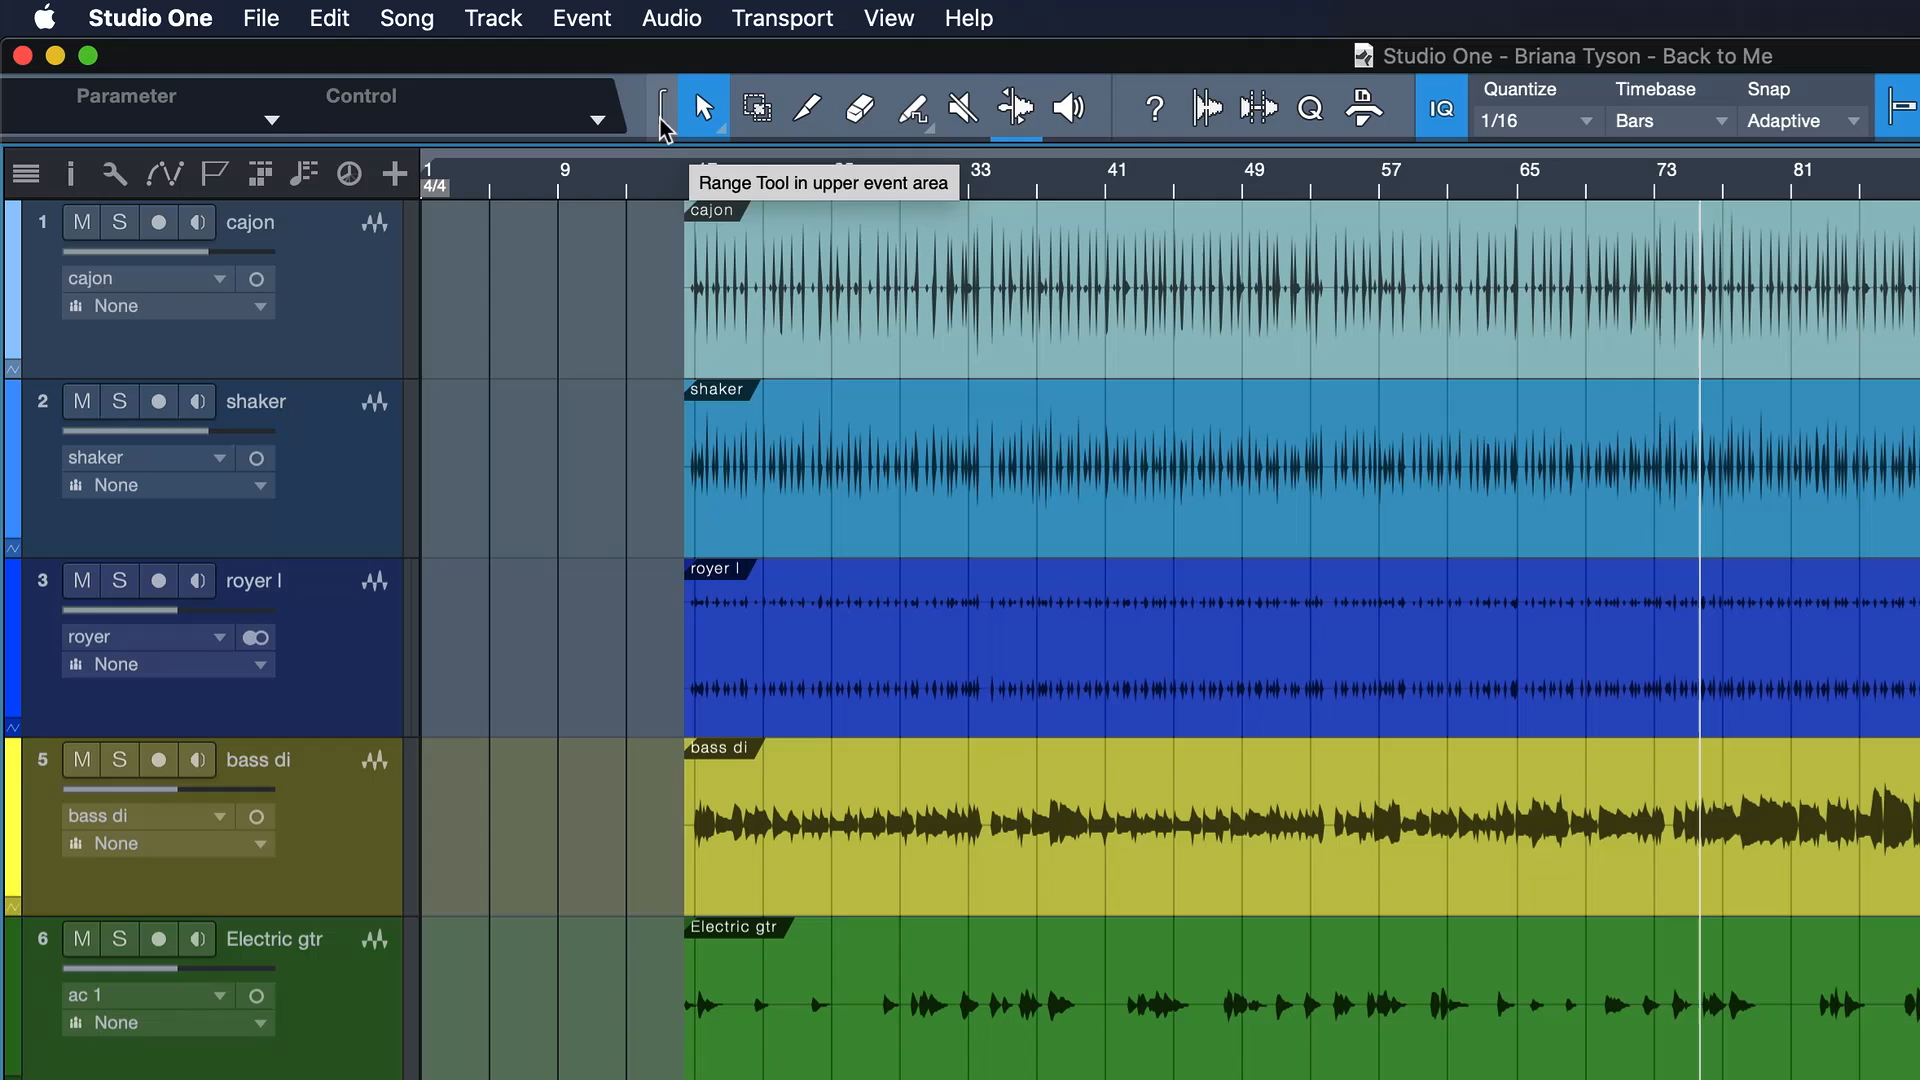 Studio One File Edit Song Track Event Audio Transport View Help
Studio One - Briana Tyson - Back to Me
Parameter Control
? Q IQ
Quantize Timebase Snap
1/16 Bars Adaptive
1 9 33 41 49 57 65 73 81
4/4
Range Tool in upper event area
1 M S cajon
cajon
None
cajon
2 M S shaker
shaker
None
shaker
3 M S royer l
royer
None
royer l
5 M S bass di
bass di
None
bass di
6 M S Electric gtr
ac 1
None
Electric gtr